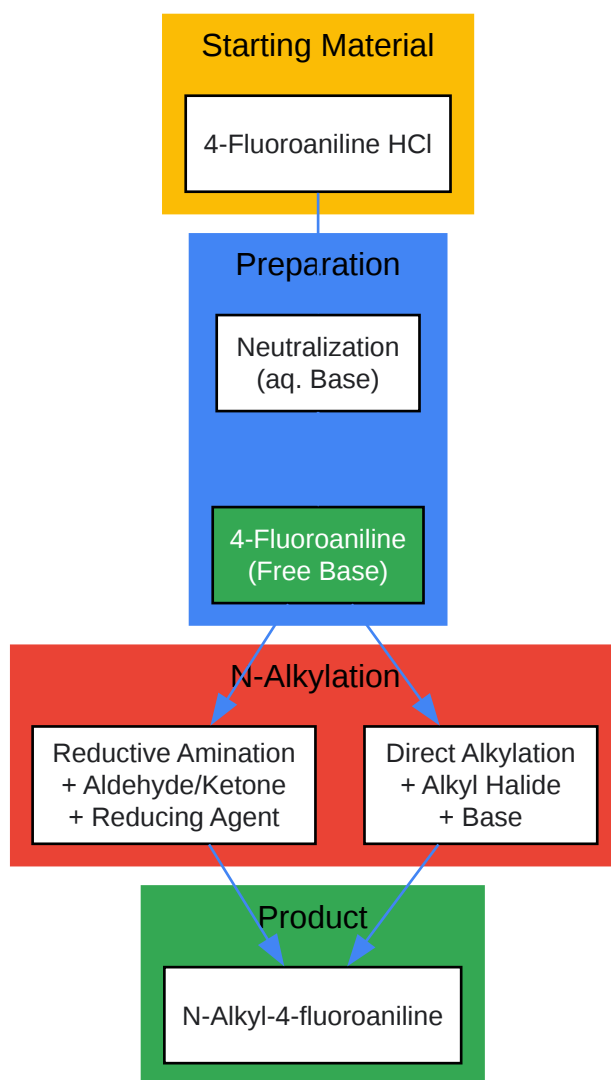 Starting Material
4-Fluoroaniline HCl
Preparation
Neutralization
(aq. Base)
4-Fluoroaniline
(Free Base)
N-Alkylation
Reductive Amination
+ Aldehyde/Ketone
+ Reducing Agent
Direct Alkylation
+ Alkyl Halide
+ Base
Product
N-Alkyl-4-fluoroaniline